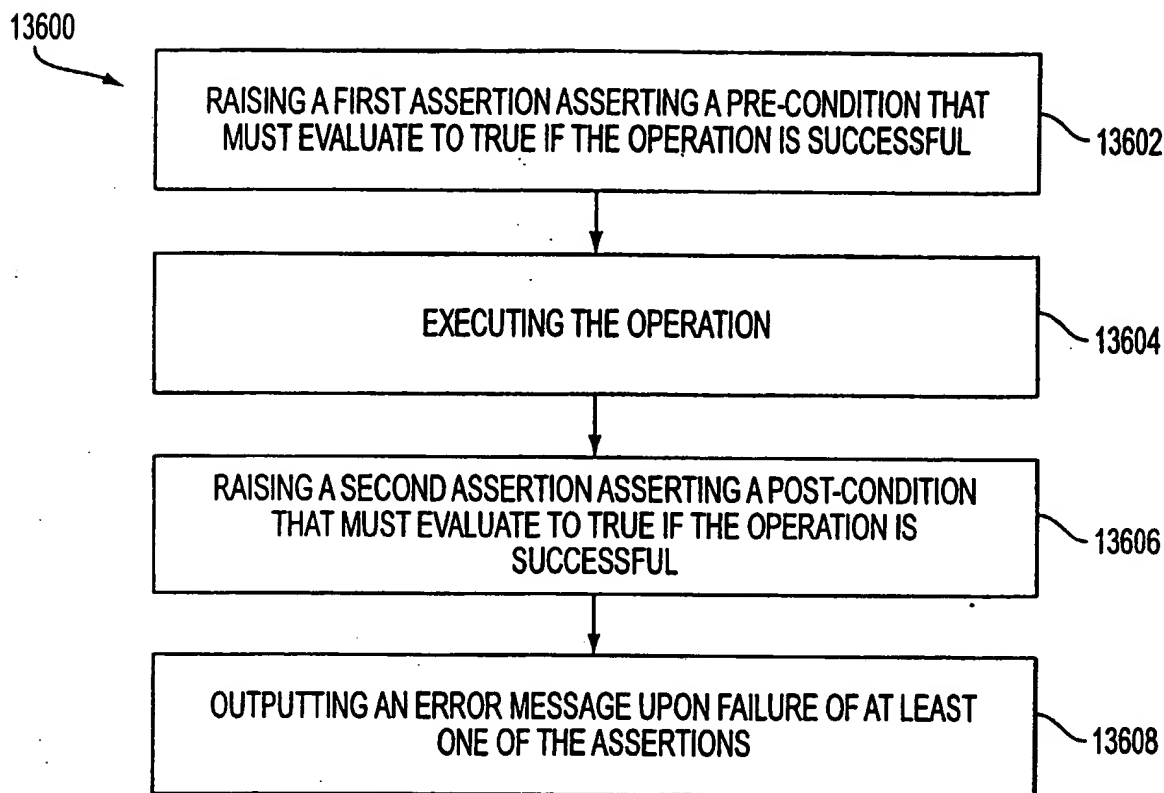 13600
RAISING A FIRST ASSERTION ASSERTING A PRE-CONDITION THAT
MUST EVALUATE TO TRUE IF THE OPERATION IS SUCCESSFUL
13602
EXECUTING THE OPERATION
13604
RAISING A SECOND ASSERTION ASSERTING A POST-CONDITION
THAT MUST EVALUATE TO TRUE IF THE OPERATION IS
SUCCESSFUL
13606
OUTPUTTING AN ERROR MESSAGE UPON FAILURE OF AT LEAST
ONE OF THE ASSERTIONS
13608